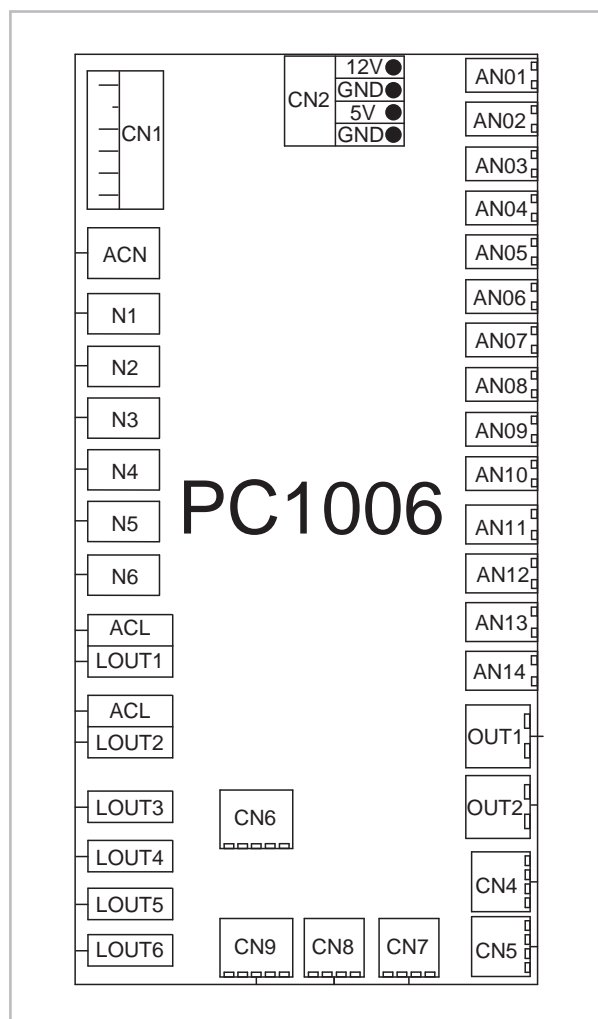 CN1
ACN
N1
N2
N3
N4
N5
N6
ACL
LOUT1
ACL
LOUT2
LOUT3
LOUT4
LOUT5
LOUT6
CN2
12V
GND
5V
GND
PC1006
CN6
CN9
CN8
CN7
AN01
AN02
AN03
AN04
AN05
AN06
AN07
AN08
AN09
AN10
AN11
AN12
AN13
AN14
OUT1
OUT2
CN4
CN5